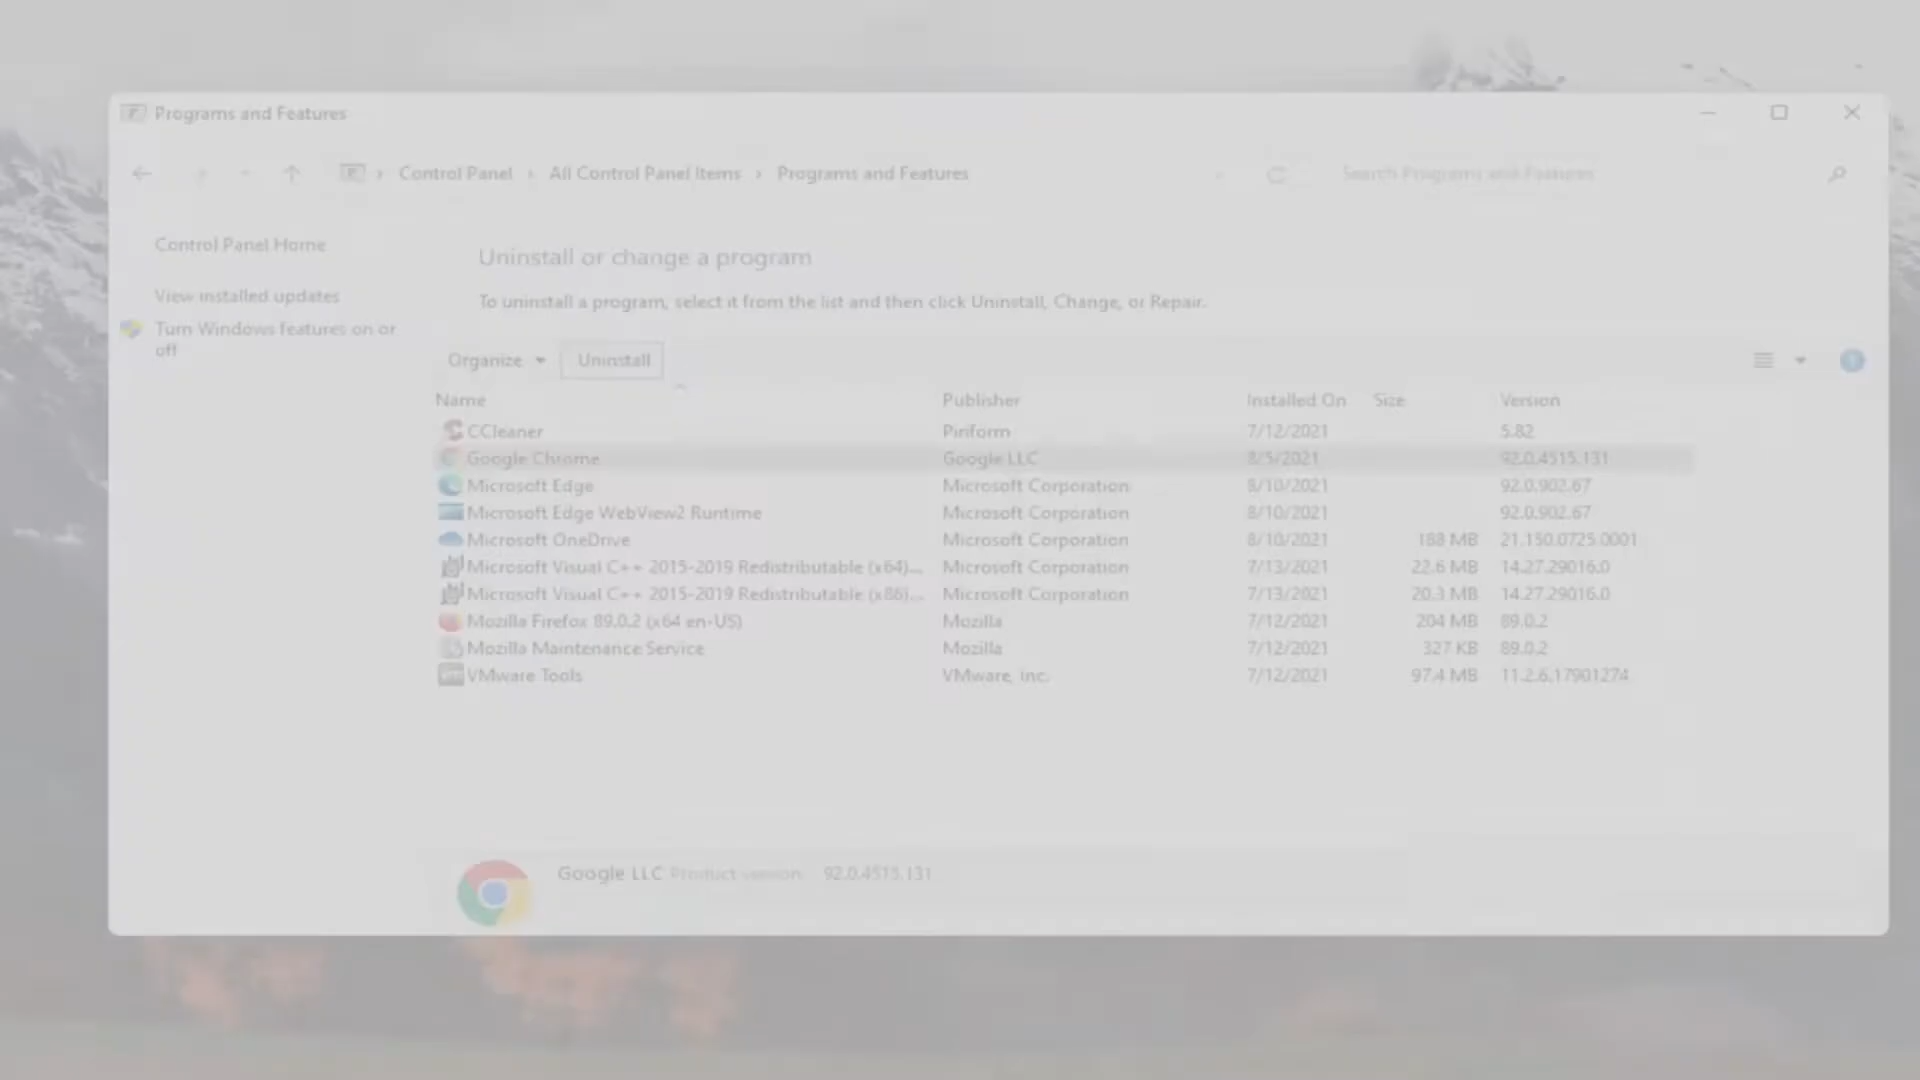 Programs and Features
Control Panel › All Control Panel Items › Programs and Features
Search Programs and Features
Control Panel Home
View installed updates
Turn Windows features on or
off
Uninstall or change a program
To uninstall a program, select it from the list and then click Uninstall, Change, or Repair.
Organize Uninstall
Name Publisher Installed On Size Version
CCleaner Piriform 7/12/2021 5.82
Google Chrome Google LLC 8/5/2021 92.0.4515.131
Microsoft Edge Microsoft Corporation 8/10/2021 92.0.902.67
Microsoft Edge WebView2 Runtime Microsoft Corporation 8/10/2021 92.0.902.67
Microsoft OneDrive Microsoft Corporation 8/10/2021 188 MB 21.150.0725.0001
Microsoft Visual C++ 2015-2019 Redistributable (x64)... Microsoft Corporation 7/13/2021 22.6 MB 14.27.29016.0
Microsoft Visual C++ 2015-2019 Redistributable (x86)... Microsoft Corporation 7/13/2021 20.3 MB 14.27.29016.0
Mozilla Firefox 89.0.2 (x64 en-US) Mozilla 7/12/2021 204 MB 89.0.2
Mozilla Maintenance Service Mozilla 7/12/2021 327 KB 89.0.2
VMware Tools VMware, Inc. 7/12/2021 97.4 MB 11.2.6.17901274
Google LLC Product version: 92.0.4515.131